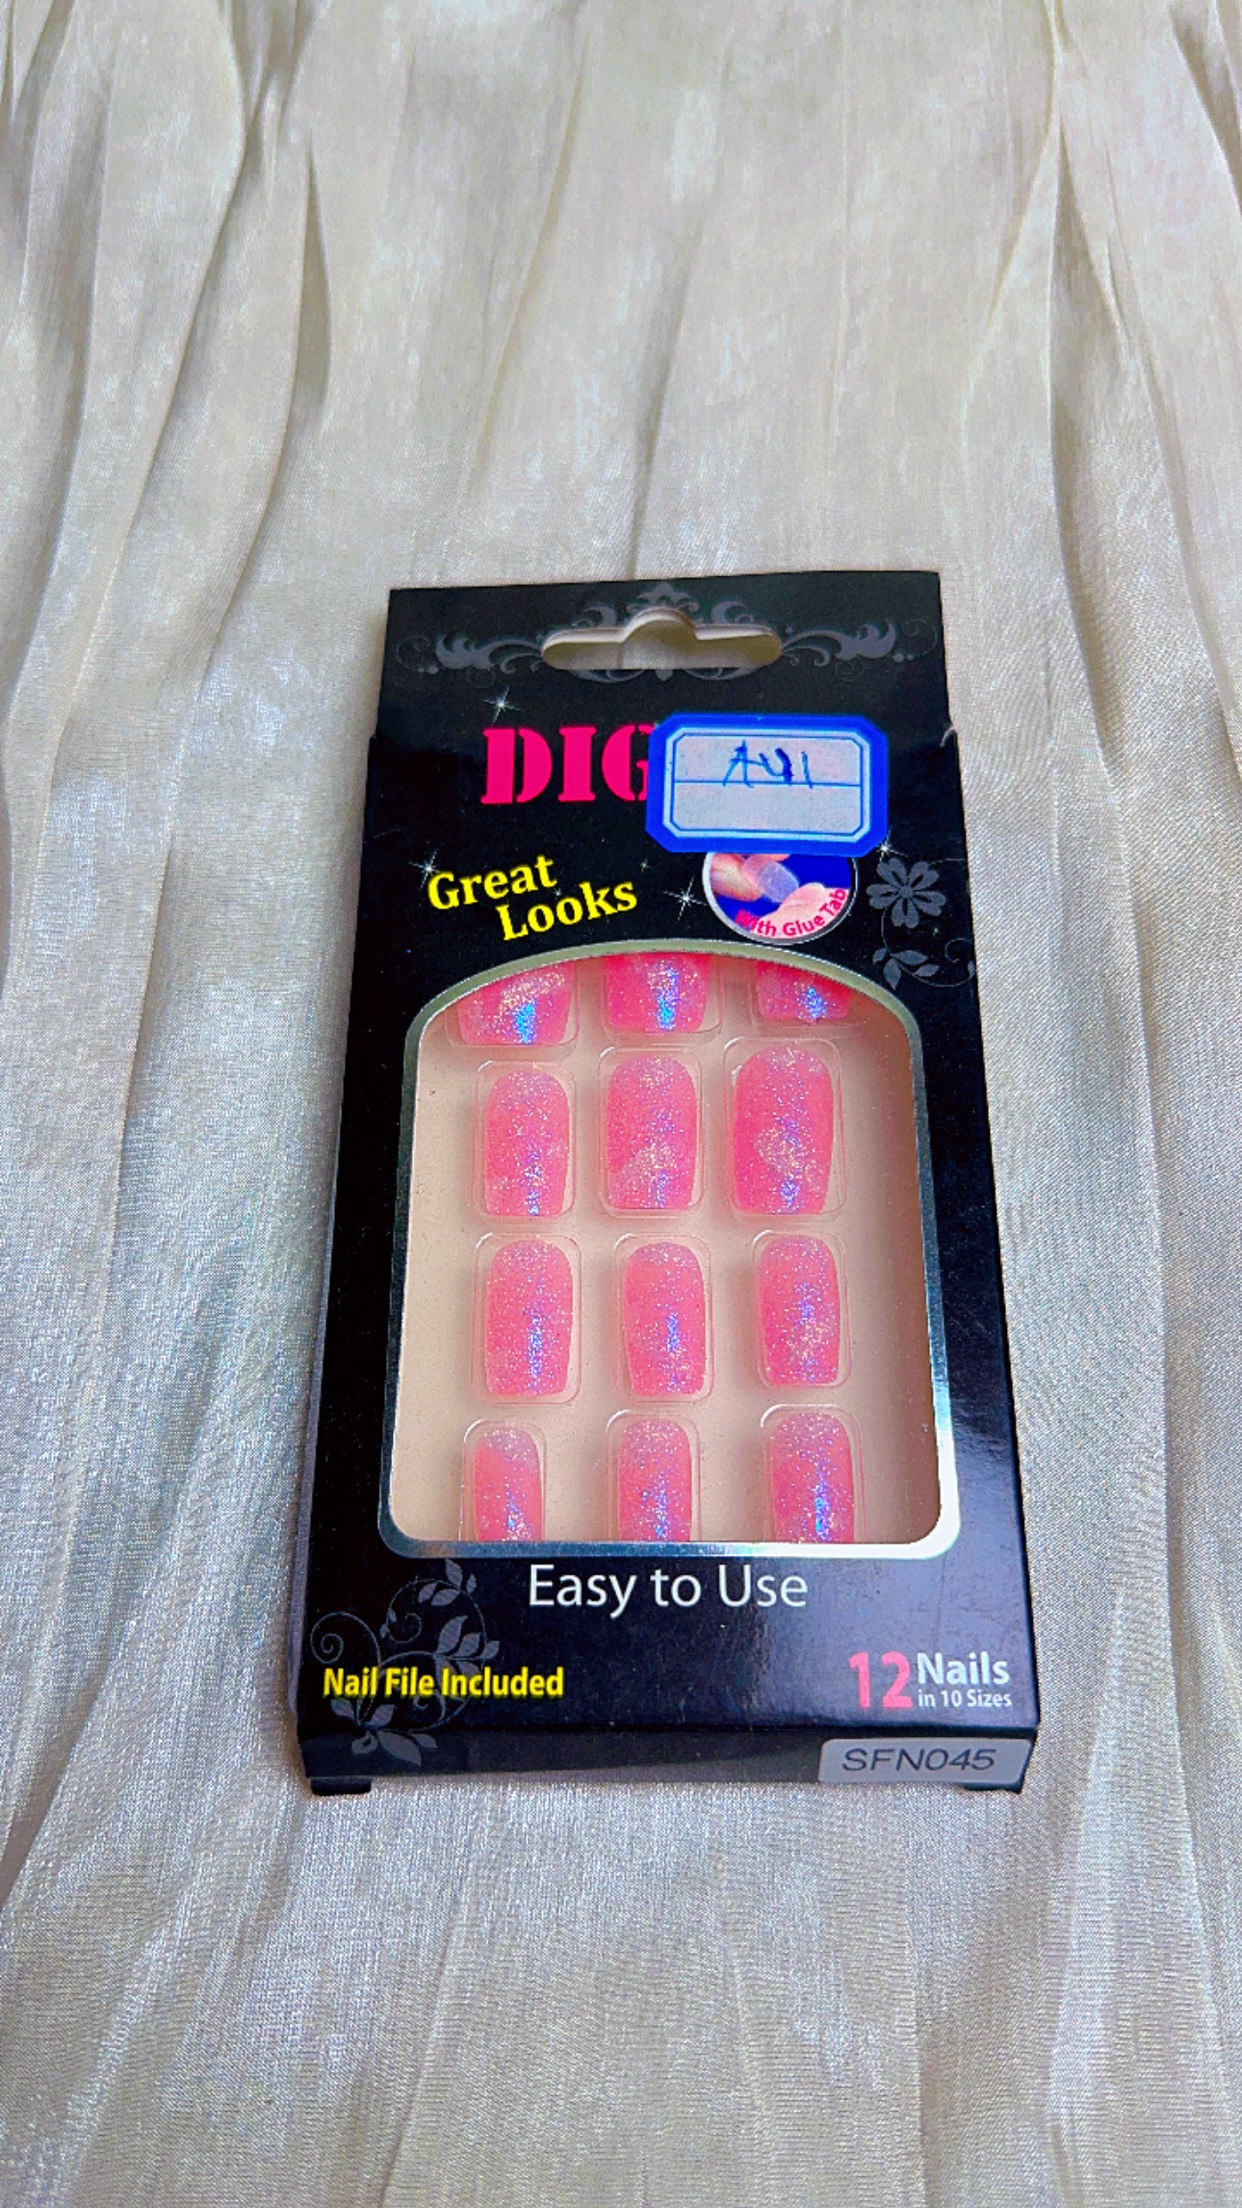 DIG
A41
Great
Looks
With Glue Tab
Easy to Use
Nail File Included
12 Nails
in 10 Sizes
SFN045